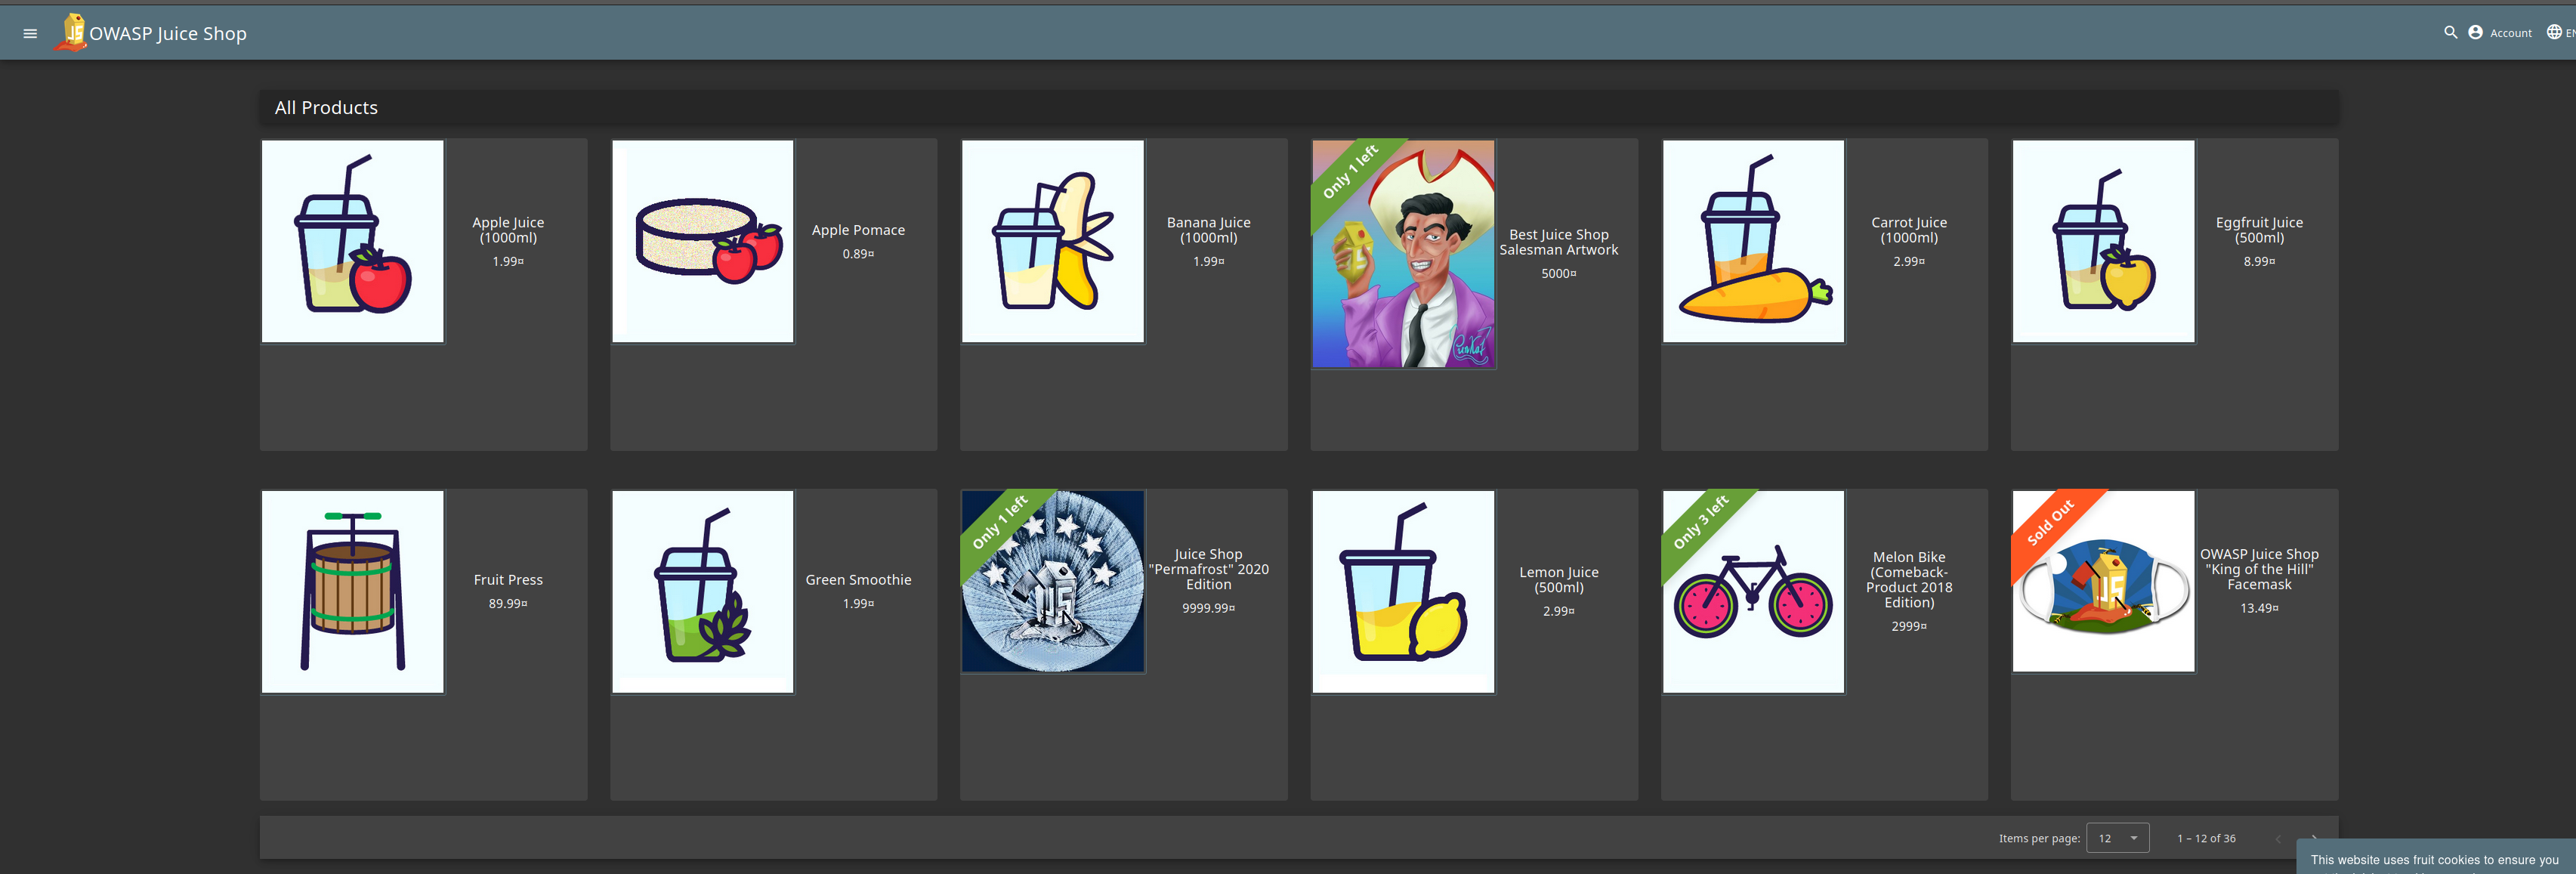 OWASP Juice Shop
Account
EN
All Products
Apple Juice
(1000ml)
1.99¤
Apple Pomace
0.89¤
Banana Juice
(1000ml)
1.99¤
Only 1 left
Best Juice Shop
Salesman Artwork
5000¤
Carrot Juice
(1000ml)
2.99¤
Eggfruit Juice
(500ml)
8.99¤
Fruit Press
89.99¤
Green Smoothie
1.99¤
Only 1 left
Juice Shop
"Permafrost" 2020
Edition
9999.99¤
Lemon Juice
(500ml)
2.99¤
Only 3 left
Melon Bike
(Comeback-
Product 2018
Edition)
2999¤
Sold Out
OWASP Juice Shop
"King of the Hill"
Facemask
13.49¤
Items per page:
12
1 – 12 of 36
This website uses fruit cookies to ensure you